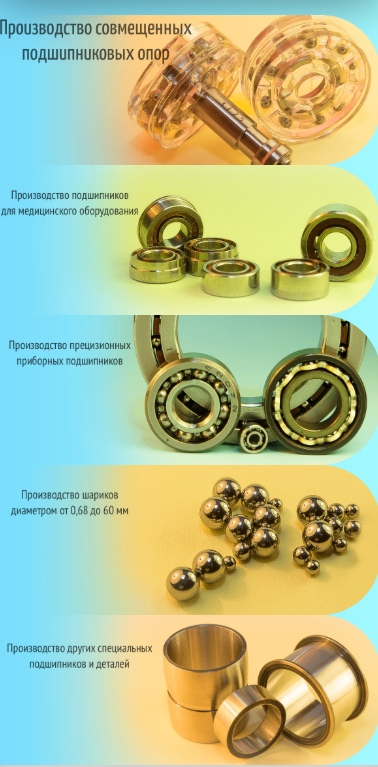 Производство совмещенных
подшипниковых опор
Производство подшипников
для медицинского оборудования
Производство прецизионных
приборных подшипников
Производство шариков
диаметром от 0,68 до 60 мм
Производство других специальных
подшипников и деталей